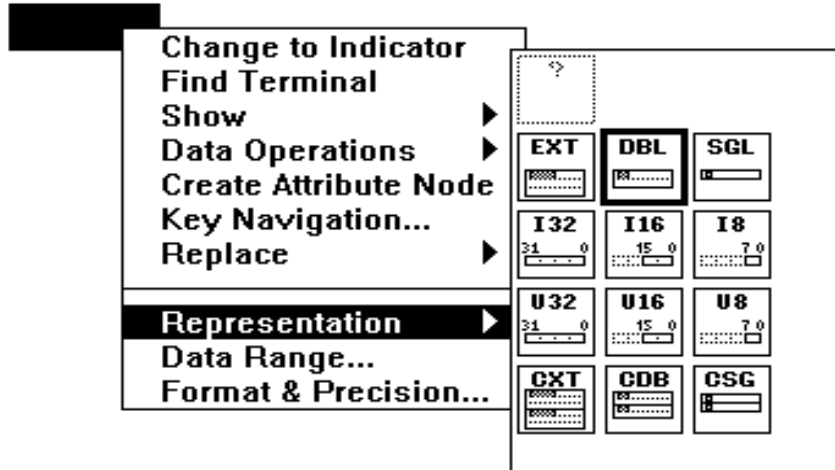 Change to Indicator
Find Terminal
Show
Data Operations
Create Attribute Node
Key Navigation...
Replace
Representation
Data Range...
Format & Precision...
EXT DBL SGL
I32 I16 I8
31 0 15 0 7 0
U32 U16 U8
31 0 15 0 7 0
CXT CDB CSG